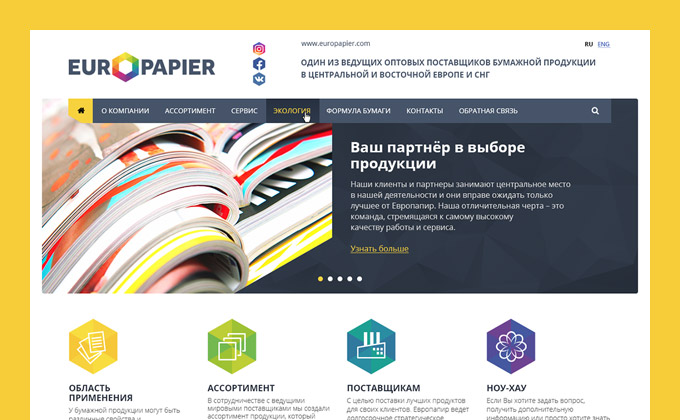 EUROPAPIER
www.europapier.com
RU ENG
ОДИН ИЗ ВЕДУЩИХ ОПТОВЫХ ПОСТАВЩИКОВ БУМАЖНОЙ ПРОДУКЦИИ
В ЦЕНТРАЛЬНОЙ И ВОСТОЧНОЙ ЕВРОПЕ И СНГ
О КОМПАНИИ АССОРТИМЕНТ СЕРВИС ЭКОЛОГИЯ ФОРМУЛА БУМАГИ КОНТАКТЫ ОБРАТНАЯ СВЯЗЬ
Ваш партнёр в выборе
продукции
Наши клиенты и партнеры занимают центральное место
в нашей деятельности и они вправе ожидать только
лучшее от Европапир. Наша отличительная черта – это
команда, стремящаяся к самому высокому
качеству работы и сервиса.
Узнать больше
ОБЛАСТЬ
ПРИМЕНЕНИЯ
У бумажной продукции могут быть
различные свойства и
АССОРТИМЕНТ
В сотрудничестве с ведущими
мировыми поставщиками мы создали
ассортимент продукции, который
ПОСТАВЩИКАМ
С целью поставки лучших продуктов
для своих клиентов. Европапир ведет
долгосрочное стратегическое
НОУ-ХАУ
Если Вы хотите задать вопрос,
получить дополнительную
информацию или просто хотите знать